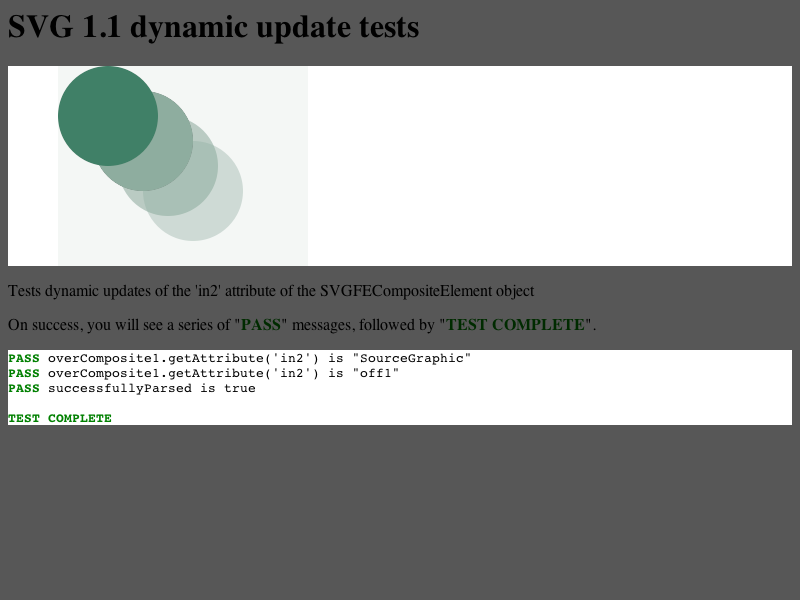 SVG 1.1 dynamic update tests
Tests dynamic updates of the 'in2' attribute of the SVGFECompositeElement object
On success, you will see a series of "PASS" messages, followed by "TEST COMPLETE".
PASS overComposite1.getAttribute('in2') is "SourceGraphic"
PASS overComposite1.getAttribute('in2') is "off1"
PASS successfullyParsed is true
TEST COMPLETE